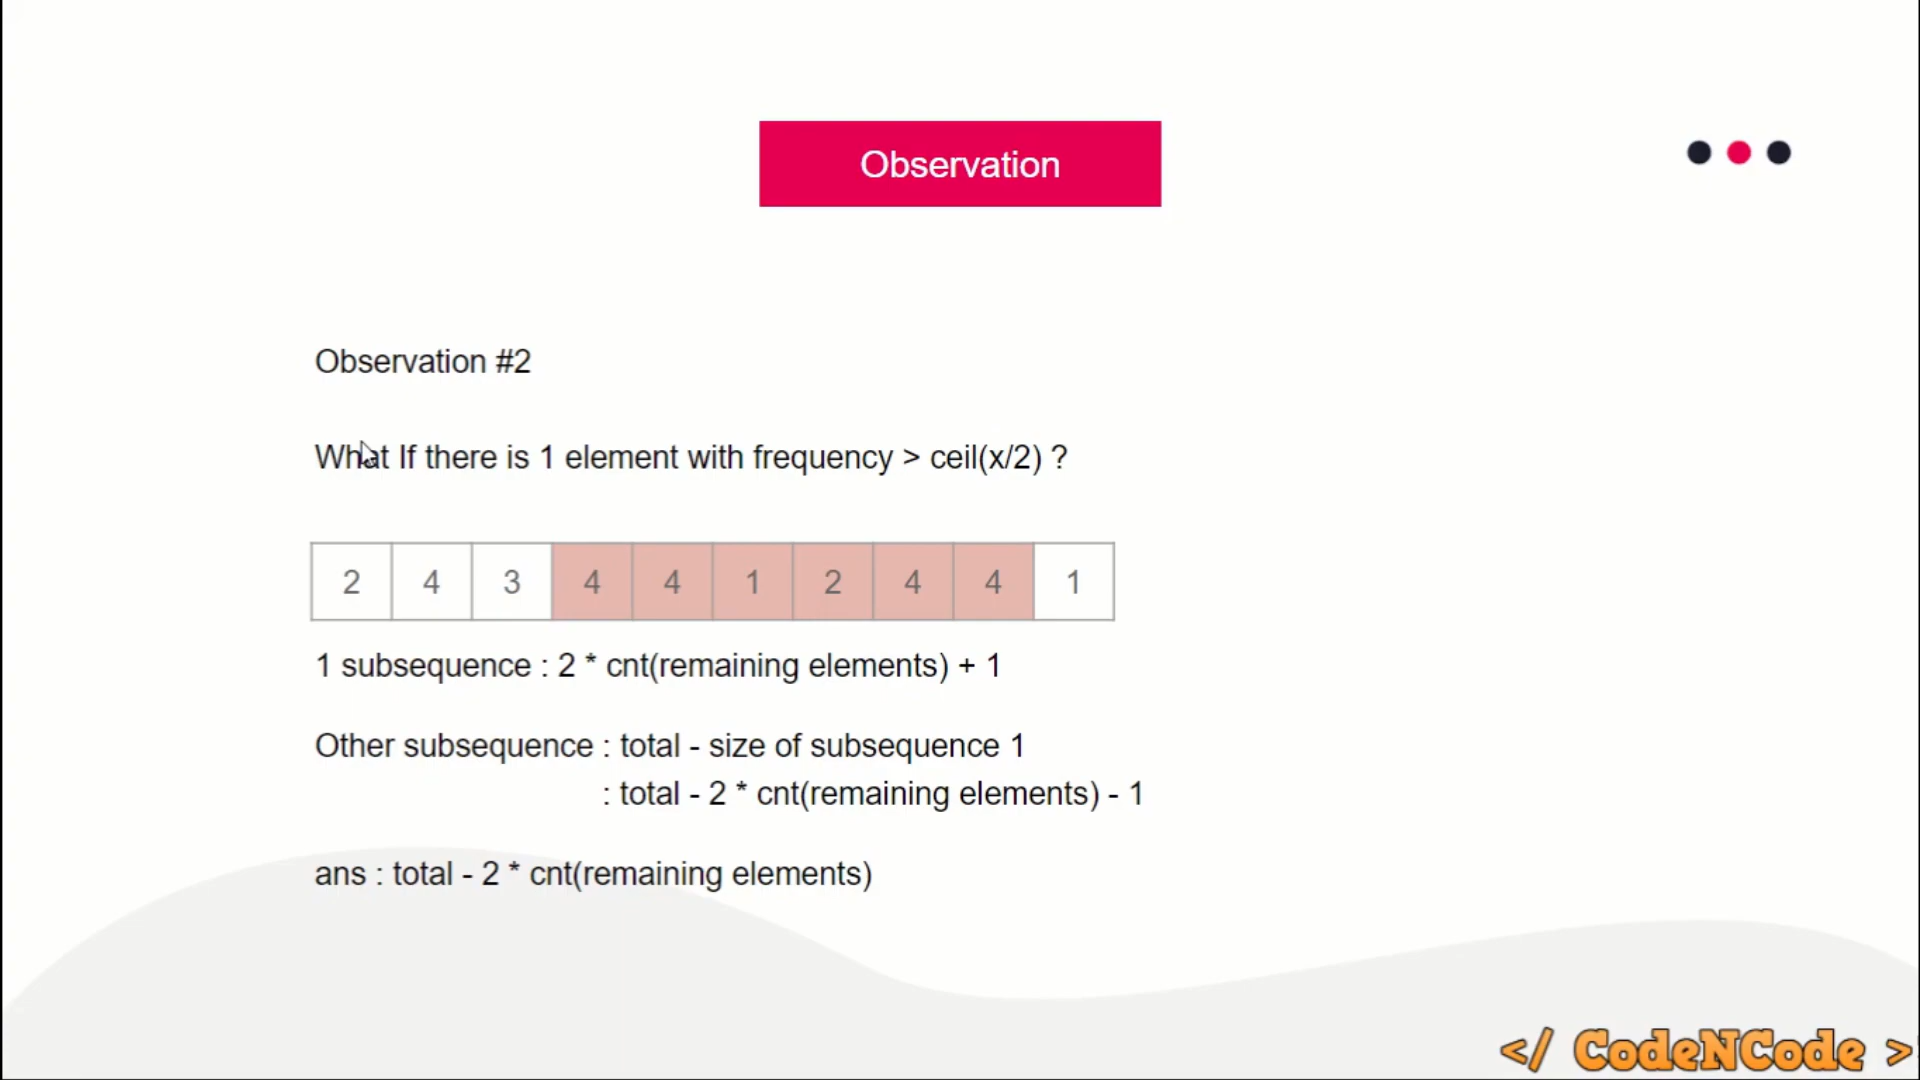 Observation
Observation #2
What If there is 1 element with frequency > ceil(x/2) ?
2 4 3 4 4 1 2 4 4 1
1 subsequence : 2 * cnt(remaining elements) + 1
Other subsequence : total - size of subsequence 1
: total - 2 * cnt(remaining elements) - 1
ans : total - 2 * cnt(remaining elements)
</ CodeNCode >